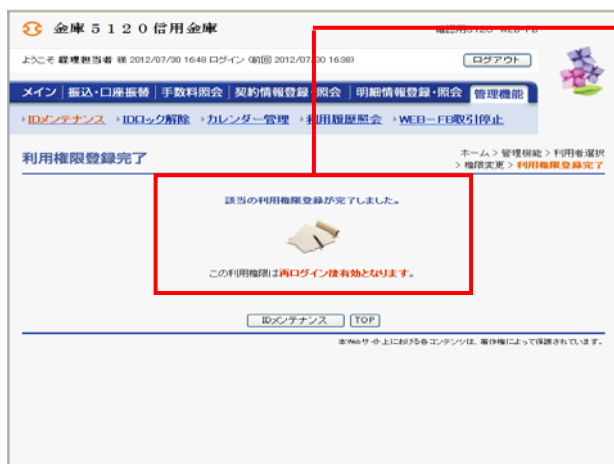 金庫5120信用金庫
確認用5120 WEB-FB
ようこそ 経理担当者 様 2012/07/30 16:48 ログイン (前回 2012/07/30 16:38)
ログアウト
メイン 振込・口座振替 手数料照会 契約情報登録・照会 明細情報登録・照会 管理機能
IDメンテナンス IDロック解除 カレンダー管理 利用履歴照会 WEB-FB取引停止
利用権限登録完了
ホーム > 管理機能 > 利用者選択
> 権限変更 > 利用権限登録完了
該当の利用権限登録が完了しました。
この利用権限は再ログイン後有効となります。
IDメンテナンス TOP
本Webサイト上における各コンテンツは、著作権によって保護されています。